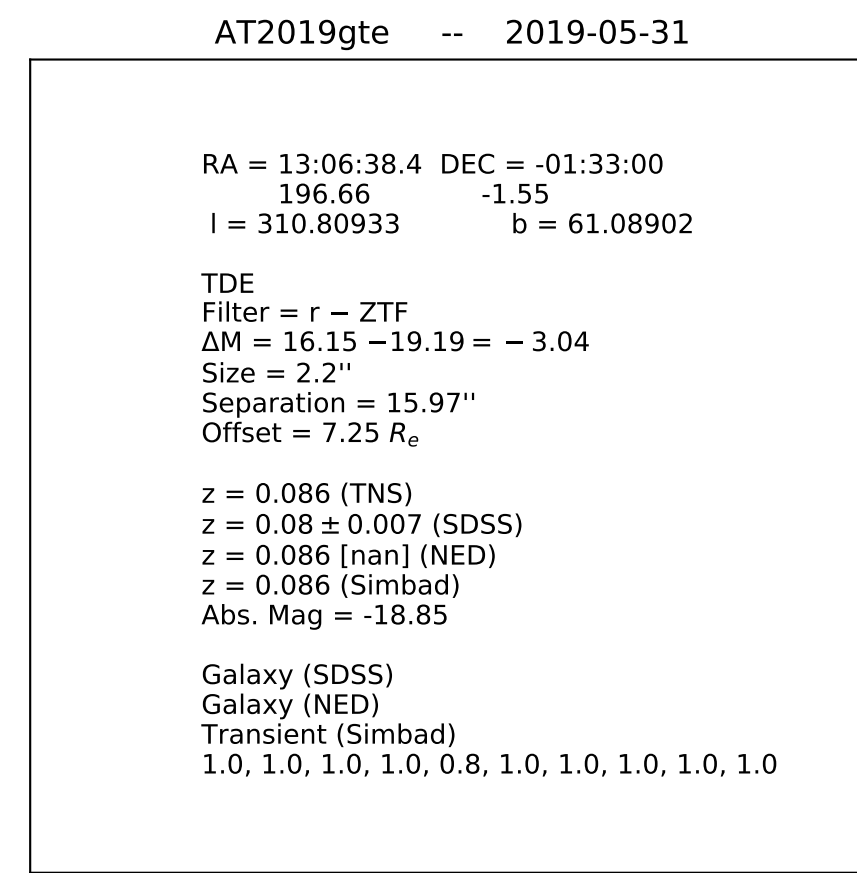 AT2019gte -- 2019-05-31
RA = 13:06:38.4 DEC = -01:33:00
196.66 -1.55
l = 310.80933 b = 61.08902
TDE
Filter = r − ZTF
ΔM = 16.15 −19.19 = − 3.04
Size = 2.2''
Separation = 15.97''
Offset = 7.25 Rₑ
z = 0.086 (TNS)
z = 0.08 ± 0.007 (SDSS)
z = 0.086 [nan] (NED)
z = 0.086 (Simbad)
Abs. Mag = -18.85
Galaxy (SDSS)
Galaxy (NED)
Transient (Simbad)
1.0, 1.0, 1.0, 1.0, 0.8, 1.0, 1.0, 1.0, 1.0, 1.0